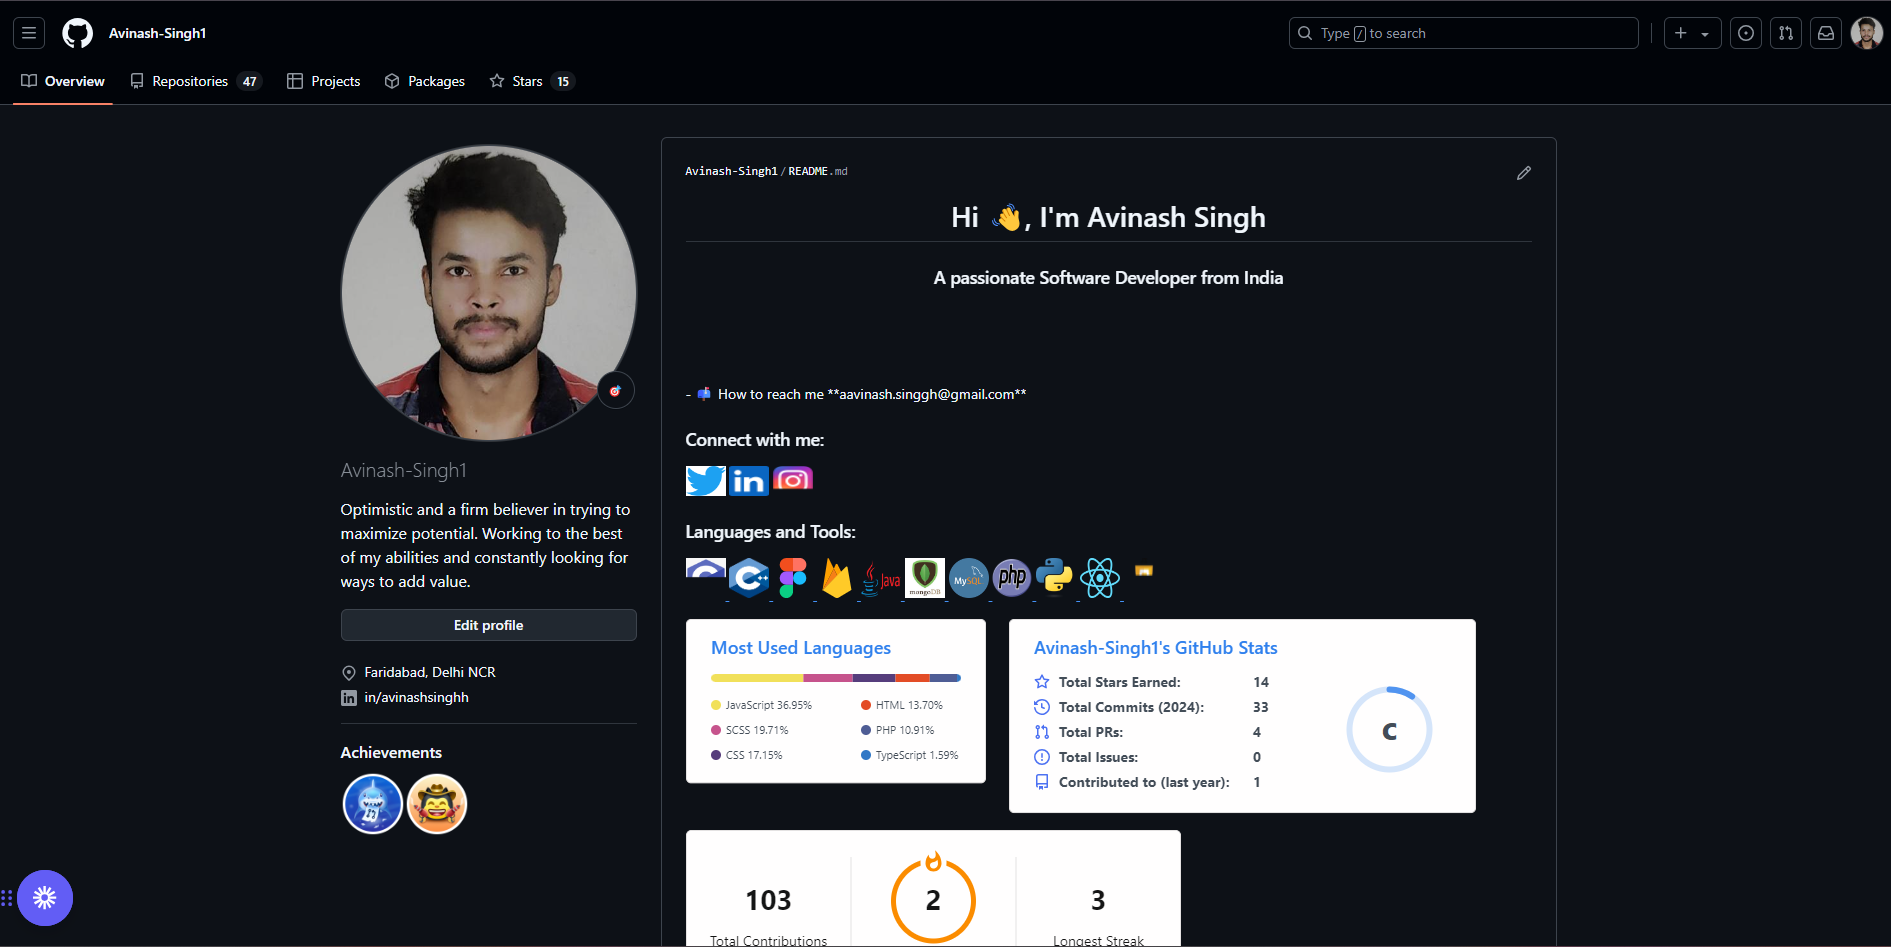 Avinash-Singh1
Type / to search
Overview
Repositories 47
Projects
Packages
Stars 15
Avinash-Singh1
Optimistic and a firm believer in trying to
maximize potential. Working to the best
of my abilities and constantly looking for
ways to add value.
Edit profile
Faridabad, Delhi NCR
in/avinashsinghh
Achievements
Avinash-Singh1/README.md
Hi 👋, I'm Avinash Singh
A passionate Software Developer from India
- 📫 How to reach me **aavinash.singgh@gmail.com**
Connect with me:
in
Languages and Tools:
C C++ Java mongoDB MySQL php
Most Used Languages
JavaScript 36.95%
HTML 13.70%
SCSS 19.71%
PHP 10.91%
CSS 17.15%
TypeScript 1.59%
Avinash-Singh1's GitHub Stats
Total Stars Earned: 14
Total Commits (2024): 33
Total PRs: 4
Total Issues: 0
Contributed to (last year): 1
C
103
Total Contributions
2
3
Longest Streak